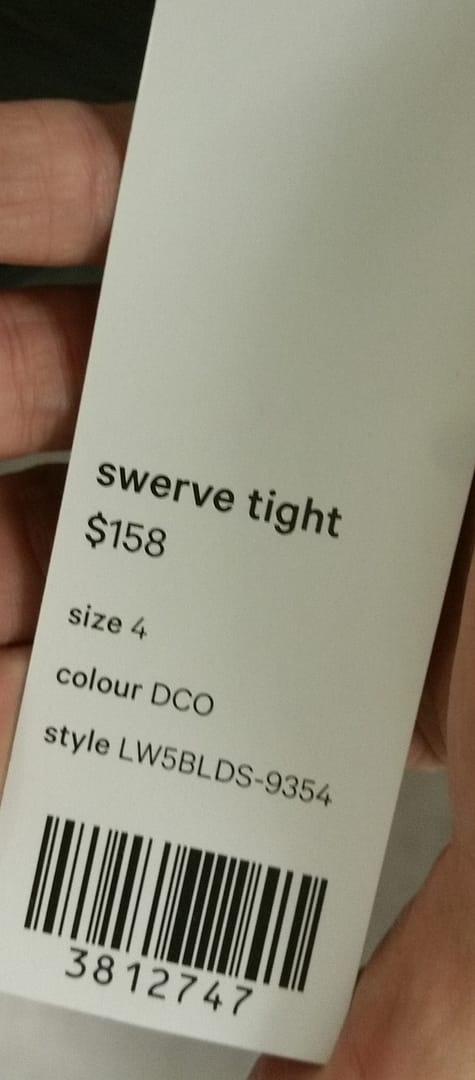 swerve tight
$158
size 4
colour DCO
style LW5BLDS-9354
3812747